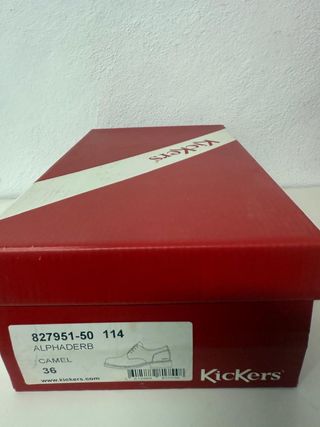 KicKers
827951-50 114
ALPHADERB
CAMEL
36
www.kickers.com
KicKers